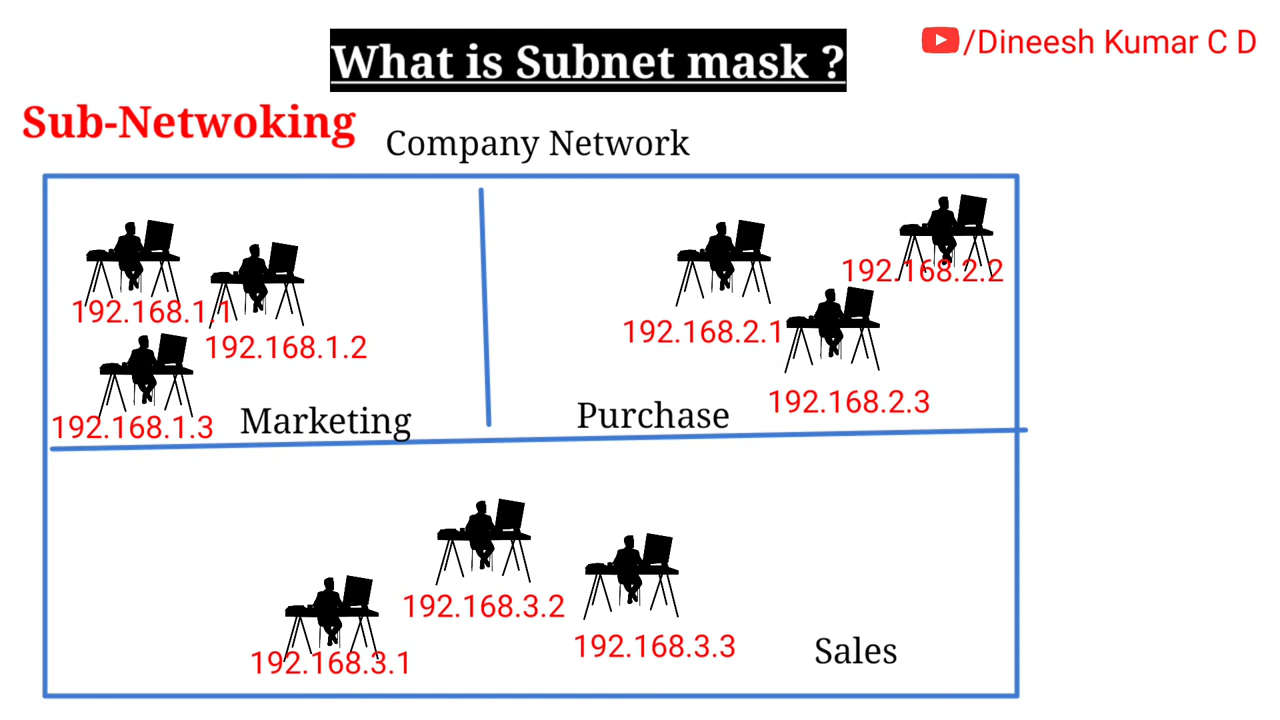 What is Subnet mask ?
/Dineesh Kumar C D
Sub-Netwoking
Company Network
192.168.1.1
192.168.1.2
192.168.1.3
Marketing
192.168.2.2
192.168.2.1
192.168.2.3
Purchase
192.168.3.2
192.168.3.3
192.168.3.1
Sales